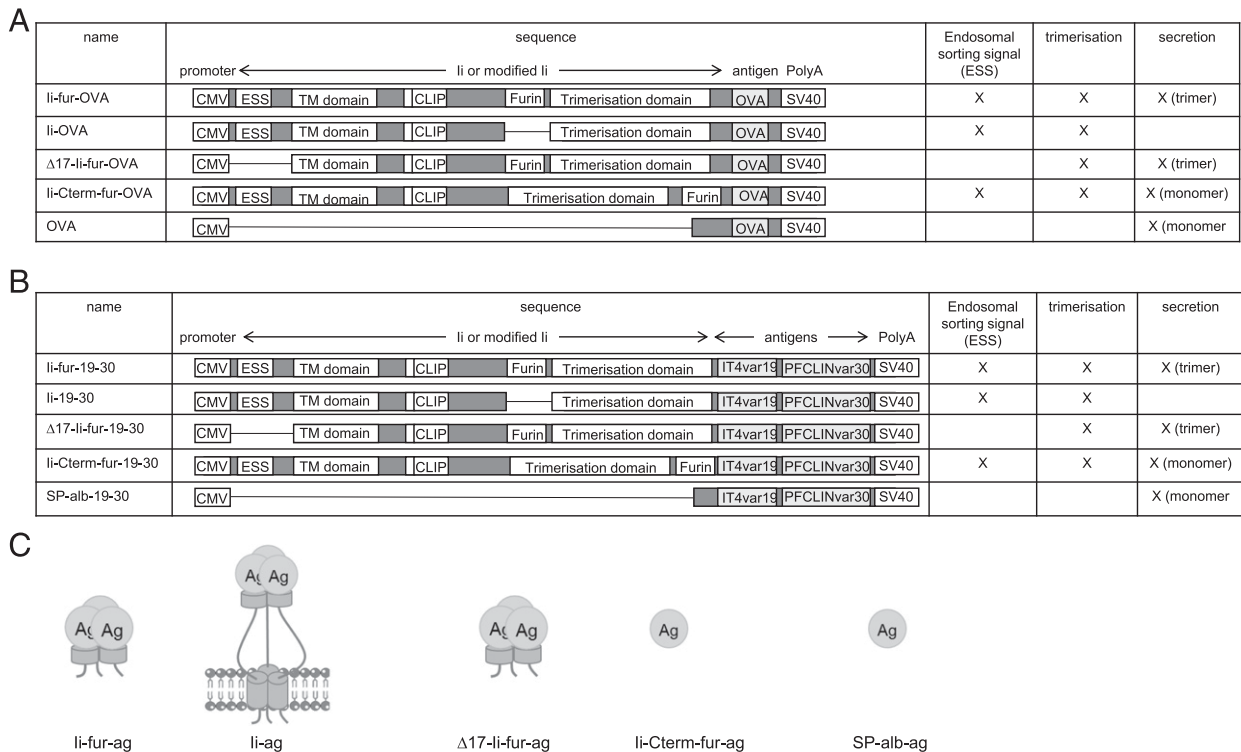 A
name sequence Endosomal sorting signal (ESS) trimerisation secretion
promoter Ii or modified Ii antigen PolyA
Ii-fur-OVA CMV ESS TM domain CLIP Furin Trimerisation domain OVA SV40 X X X (trimer)
Ii-OVA CMV ESS TM domain CLIP Trimerisation domain OVA SV40 X X
Δ17-Ii-fur-OVA CMV TM domain CLIP Furin Trimerisation domain OVA SV40 X X (trimer)
Ii-Cterm-fur-OVA CMV ESS TM domain CLIP Trimerisation domain Furin OVA SV40 X X X (monomer)
OVA CMV OVA SV40 X (monomer
B
name sequence Endosomal sorting signal (ESS) trimerisation secretion
promoter Ii or modified Ii antigens PolyA
Ii-fur-19-30 CMV ESS TM domain CLIP Furin Trimerisation domain IT4var19 PFCLINvar30 SV40 X X X (trimer)
Ii-19-30 CMV ESS TM domain CLIP Trimerisation domain IT4var19 PFCLINvar30 SV40 X X
Δ17-Ii-fur-19-30 CMV TM domain CLIP Furin Trimerisation domain IT4var19 PFCLINvar30 SV40 X X (trimer)
Ii-Cterm-fur-19-30 CMV ESS TM domain CLIP Trimerisation domain Furin IT4var19 PFCLINvar30 SV40 X X X (monomer)
SP-alb-19-30 CMV IT4var19 PFCLINvar30 SV40 X (monomer
C
Ag Ag
Ag Ag
Ag Ag
Ag
Ag
Ii-fur-ag Ii-ag Δ17-Ii-fur-ag Ii-Cterm-fur-ag SP-alb-ag